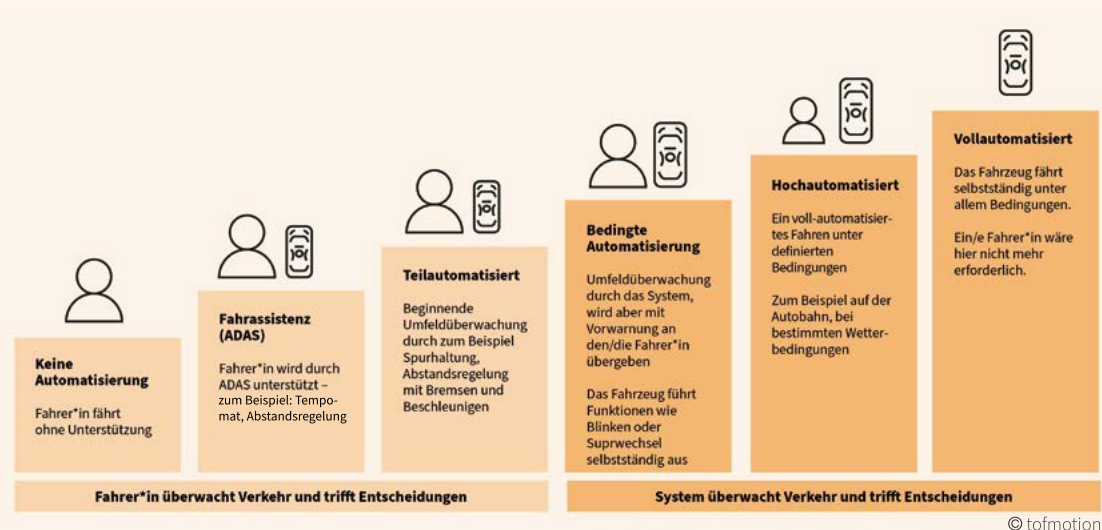 Keine
Automatisierung
Fahrer*in fährt
ohne Unterstützung
Fahrassistenz
(ADAS)
Fahrer*in wird durch
ADAS unterstützt –
zum Beispiel: Tempo-
mat, Abstandsregelung
Teilautomatisiert
Beginnende
Umfeldüberwachung
durch zum Beispiel
Spurhaltung,
Abstandsregelung
mit Bremsen und
Beschleunigen
Bedingte
Automatisierung
Umfeldüberwachung
durch das System,
wird aber mit
Vorwarnung an
den/die Fahrer*in
übergeben
Das Fahrzeug führt
Funktionen wie
Blinken oder
Suprwechsel
selbstständig aus
Hochautomatisiert
Ein voll-automatisier-
tes Fahren unter
definierten
Bedingungen
Zum Beispiel auf der
Autobahn, bei
bestimmten Wetter-
bedingungen
Vollautomatisiert
Das Fahrzeug fährt
selbstständig unter
allem Bedingungen.
Ein/e Fahrer*in wäre
hier nicht mehr
erforderlich.
Fahrer*in überwacht Verkehr und trifft Entscheidungen
System überwacht Verkehr und trifft Entscheidungen
© tofmotion